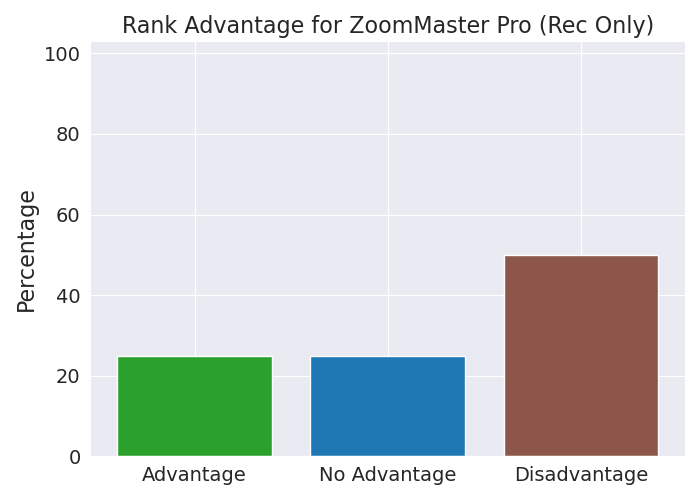 Rank Advantage for ZoomMaster Pro (Rec Only)
100
80
60
40
20
0
Percentage
Advantage
No Advantage
Disadvantage